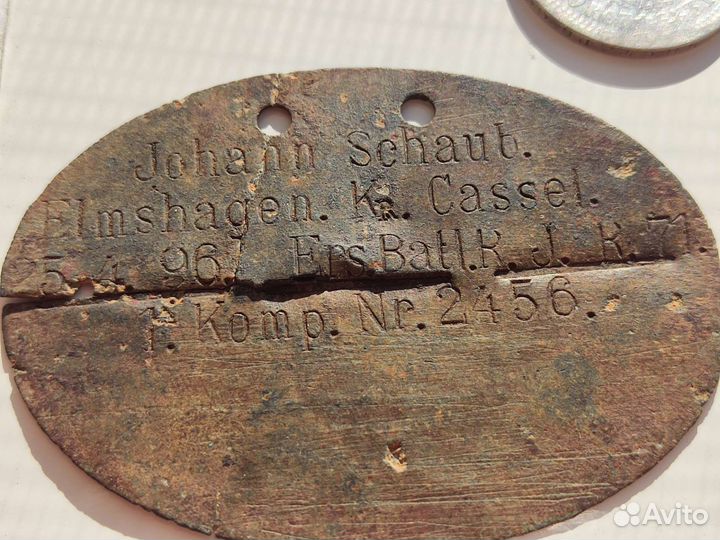 Johann Schaub.
Elmshagen. Kr. Cassel.
5. 4. 96. Ers.Batl.R. J. R. 71.
1. Komp. Nr. 2456.
Avito